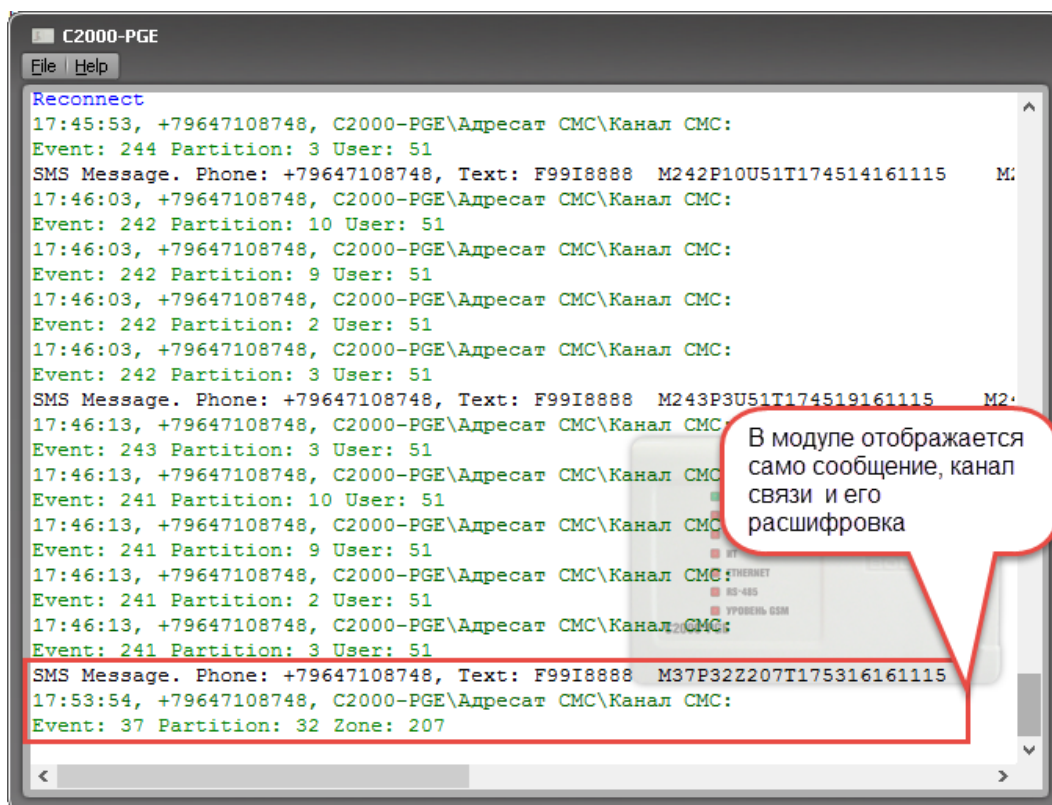 C2000-PGE
File Help
Reconnect
17:45:53, +79647108748, C2000-PGE\Адресат СМС\Канал СМС:
Event: 244 Partition: 3 User: 51
SMS Message. Phone: +79647108748, Text: F99I8888 M242P10U51T174514161115
17:46:03, +79647108748, C2000-PGE\Адресат СМС\Канал СМС:
Event: 242 Partition: 10 User: 51
17:46:03, +79647108748, C2000-PGE\Адресат СМС\Канал СМС:
Event: 242 Partition: 9 User: 51
17:46:03, +79647108748, C2000-PGE\Адресат СМС\Канал СМС:
Event: 242 Partition: 2 User: 51
17:46:03, +79647108748, C2000-PGE\Адресат СМС\Канал СМС:
Event: 242 Partition: 3 User: 51
SMS Message. Phone: +79647108748, Text: F99I8888 M243P3U51T174519161115
17:46:13, +79647108748, C2000-PGE\Адресат СМС\Канал СМС:
Event: 243 Partition: 3 User: 51
17:46:13, +79647108748, C2000-PGE\Адресат СМС\Канал СМС
Event: 241 Partition: 10 User: 51
17:46:13, +79647108748, C2000-PGE\Адресат СМС\Канал СМС
Event: 241 Partition: 9 User: 51
17:46:13, +79647108748, C2000-PGE\Адресат СМС\Канал СМС:
Event: 241 Partition: 2 User: 51
17:46:13, +79647108748, C2000-PGE\Адресат СМС\Канал СМС:
Event: 241 Partition: 3 User: 51
SMS Message. Phone: +79647108748, Text: F99I8888 M37P32Z207T175316161115
17:53:54, +79647108748, C2000-PGE\Адресат СМС\Канал СМС:
Event: 37 Partition: 32 Zone: 207
В модуле отображается
само сообщение, канал
связи и его
расшифровка
ETHERNET
RS-485
УРОВЕНЬ GSM